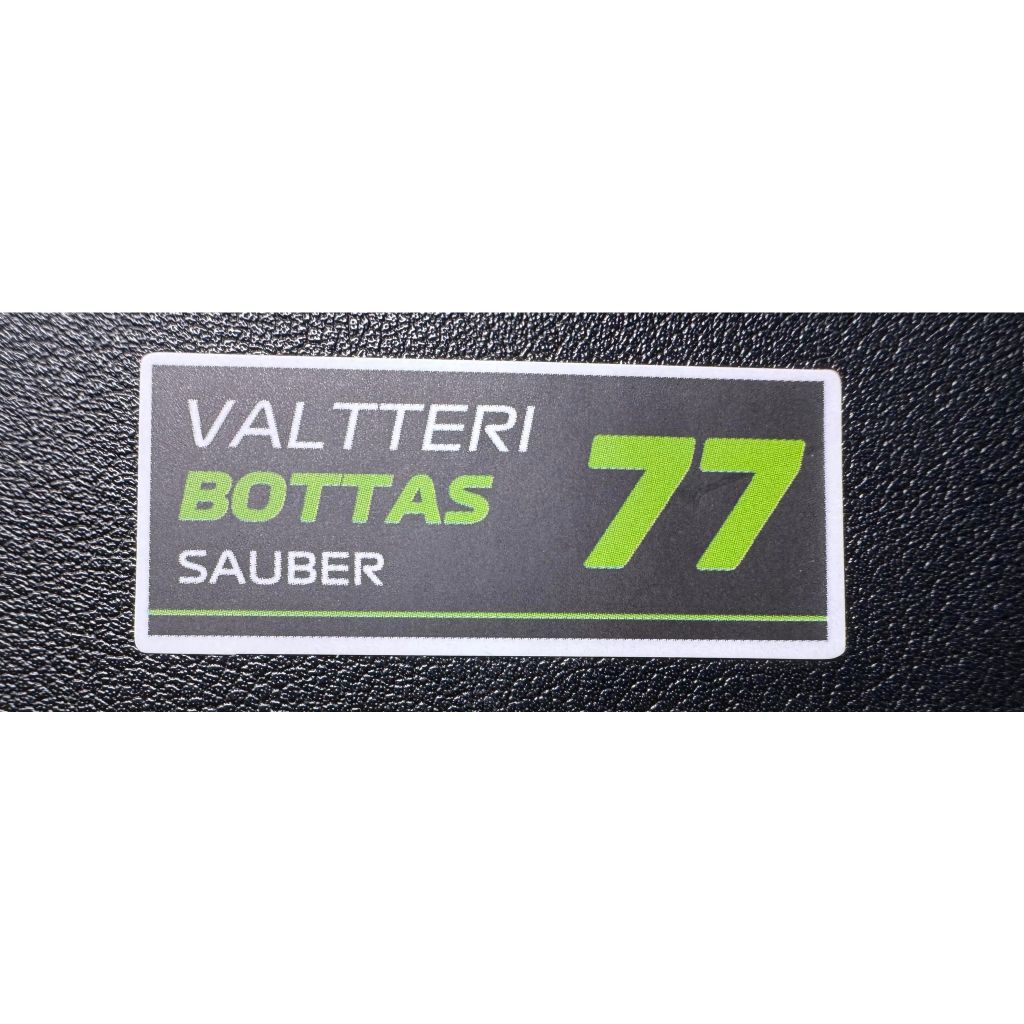 VALTTERI
BOTTAS
SAUBER
77